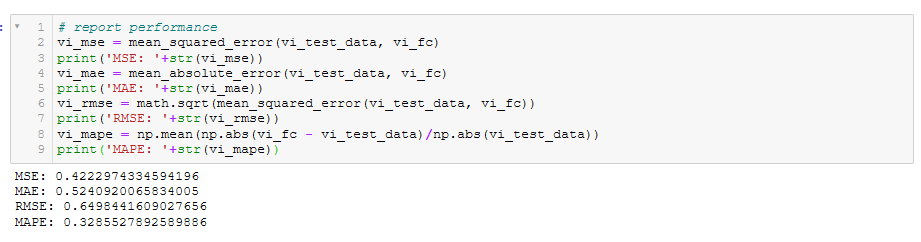 1 # report performance
2 vi_mse = mean_squared_error(vi_test_data, vi_fc)
3 print('MSE: '+str(vi_mse))
4 vi_mae = mean_absolute_error(vi_test_data, vi_fc)
5 print('MAE: '+str(vi_mae))
6 vi_rmse = math.sqrt(mean_squared_error(vi_test_data, vi_fc))
7 print('RMSE: '+str(vi_rmse))
8 vi_mape = np.mean(np.abs(vi_fc - vi_test_data)/np.abs(vi_test_data))
9 print('MAPE: '+str(vi_mape))
MSE: 0.4222974334594196
MAE: 0.5240920065834005
RMSE: 0.6498441609027656
MAPE: 0.3285527892589886